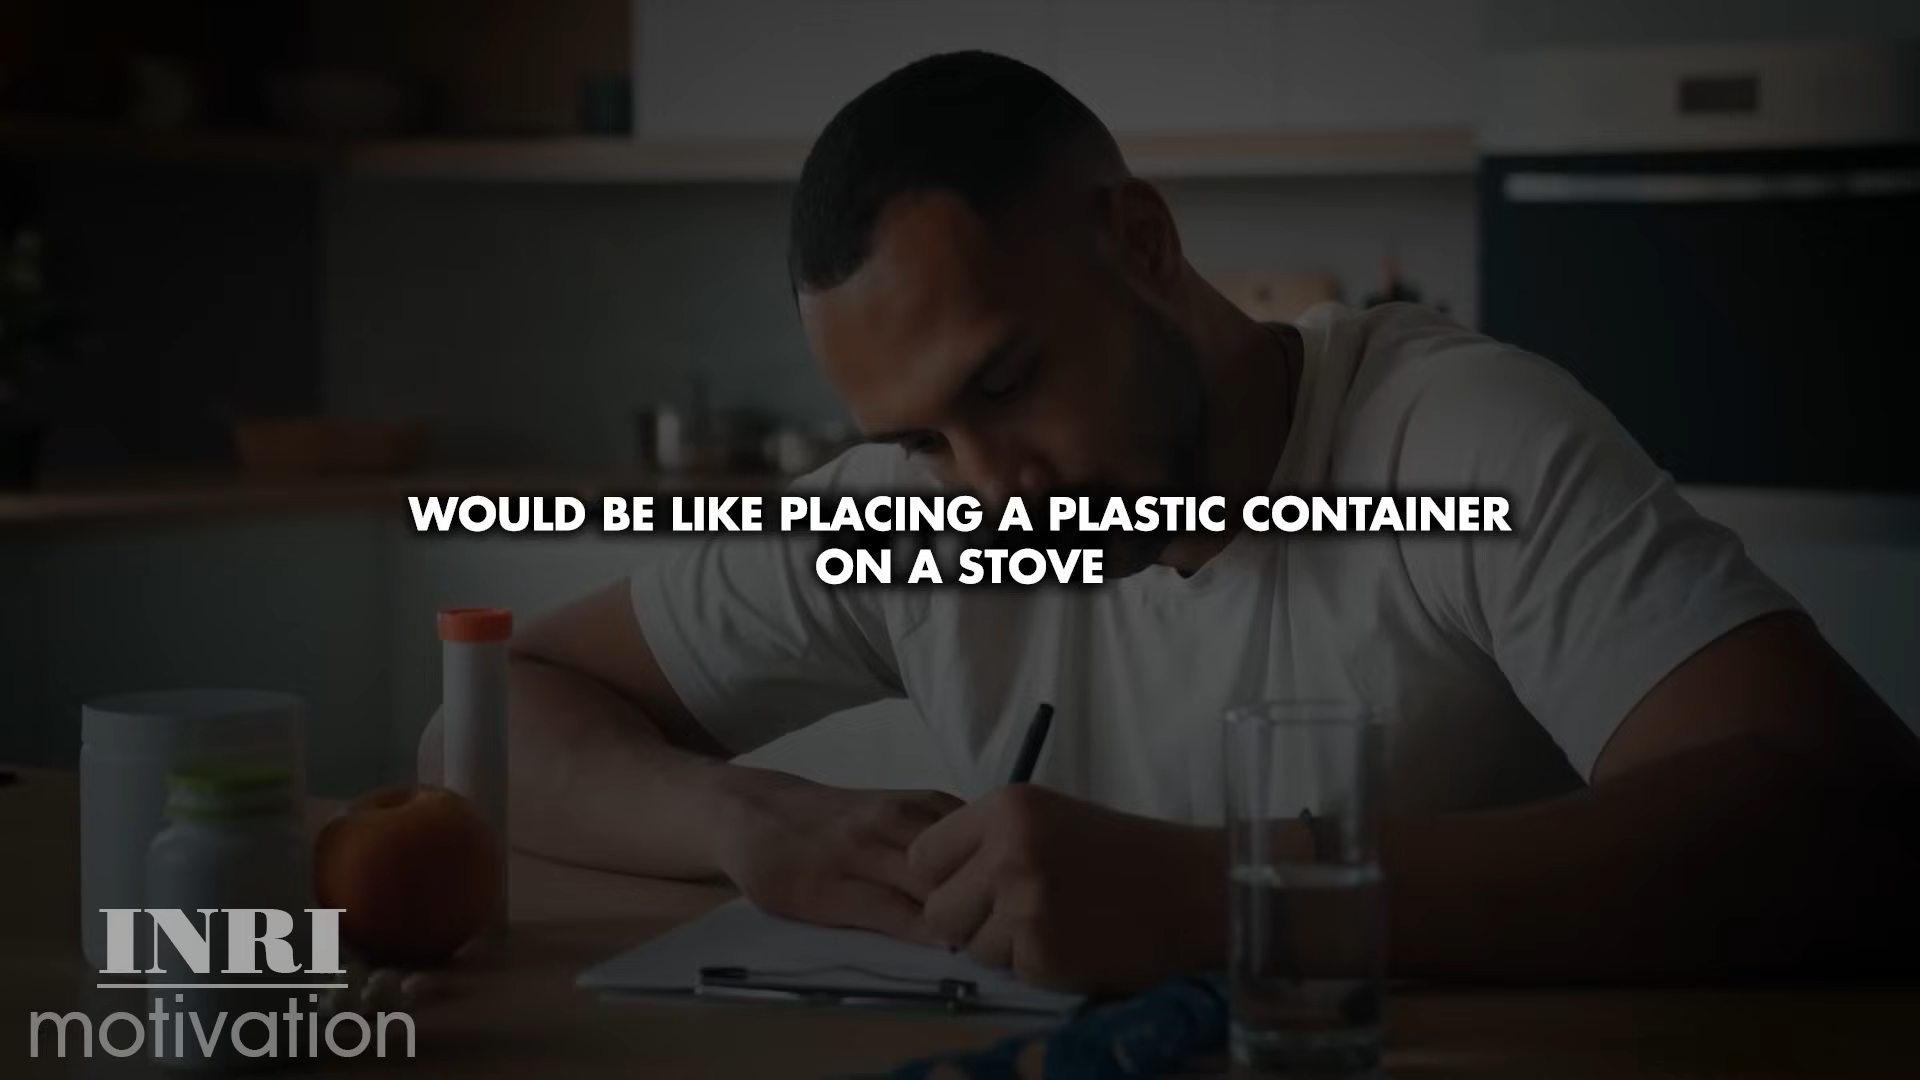 WOULD BE LIKE PLACING A PLASTIC CONTAINER
ON A STOVE
INRI
motivation